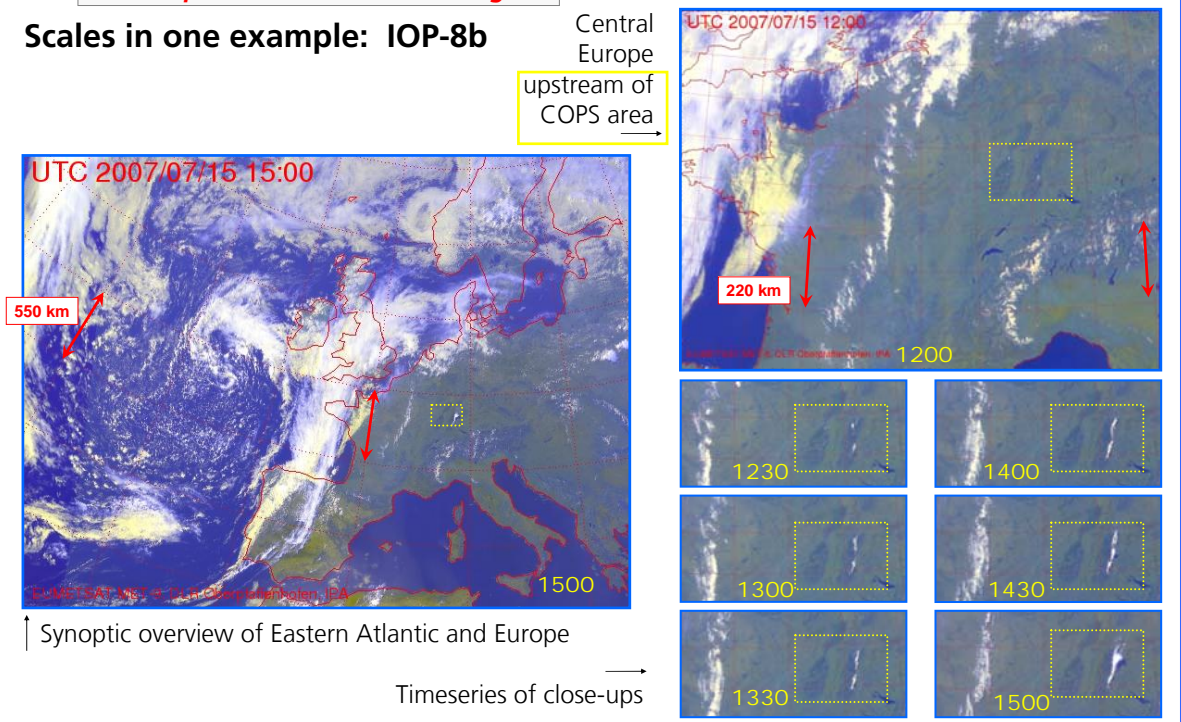 Scales in one example: IOP-8b
Central
Europe
upstream of
COPS area
UTC 2007/07/15 12:00
220 km
1200
UTC 2007/07/15 15:00
550 km
1500
Synoptic overview of Eastern Atlantic and Europe
Timeseries of close-ups
1230
1400
1300
1430
1330
1500